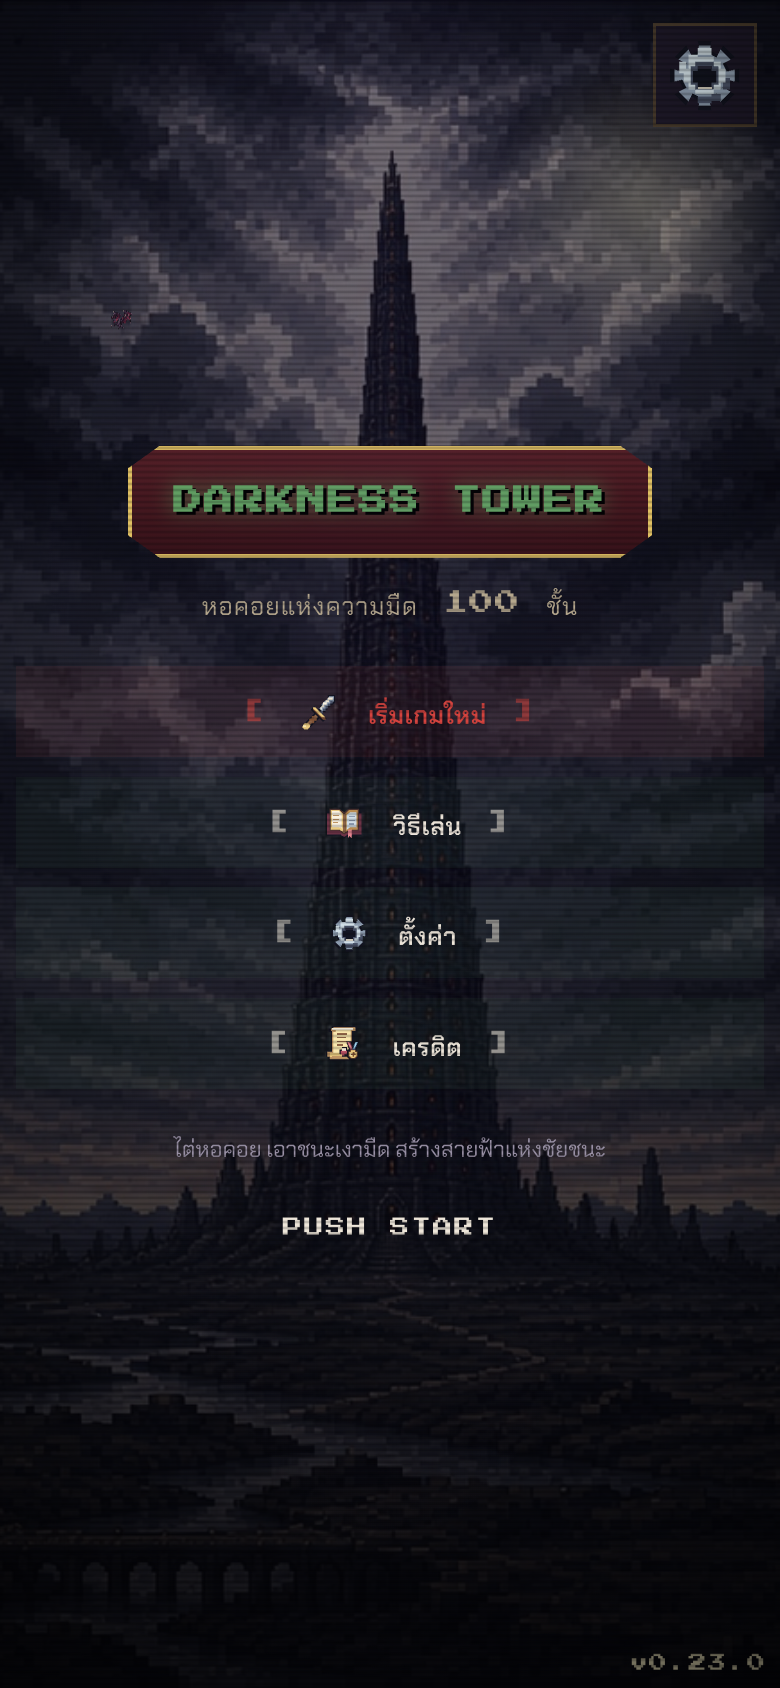 DARKNESS TOWER
หอคอยแห่งความมืด 100 ชั้น
[ เริ่มเกมใหม่ ]
[ วิธีเล่น ]
[ ตั้งค่า ]
[ เครดิต ]
ไต่หอคอย เอาชนะเงามืด สร้างสายฟ้าแห่งชัยชนะ
PUSH START
v0.23.0